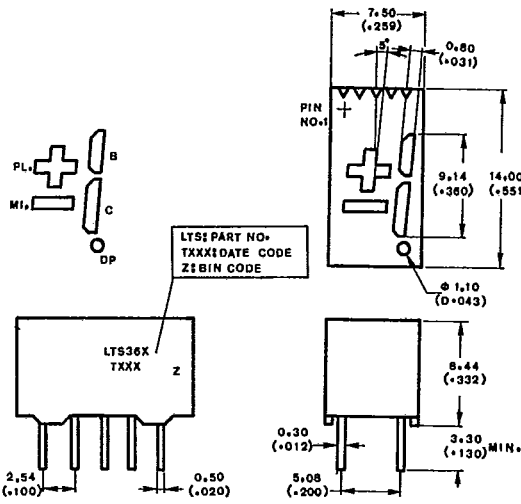 7.50
(.259)
5°
0.80
(.031)
PIN
NO.1
PL.
B
MI.
C
DP
9.14
(.360)
14.00
(.551
LTS: PART NO.
TXXX: DATE CODE
Z: BIN CODE
Φ 1.10
(D.043)
LTS36X
TXXX
Z
8.44
(.332)
0.30
(.012)
3.30
(.130) MIN.
2.54
(.100)
0.50
(.020)
5.08
(.200)